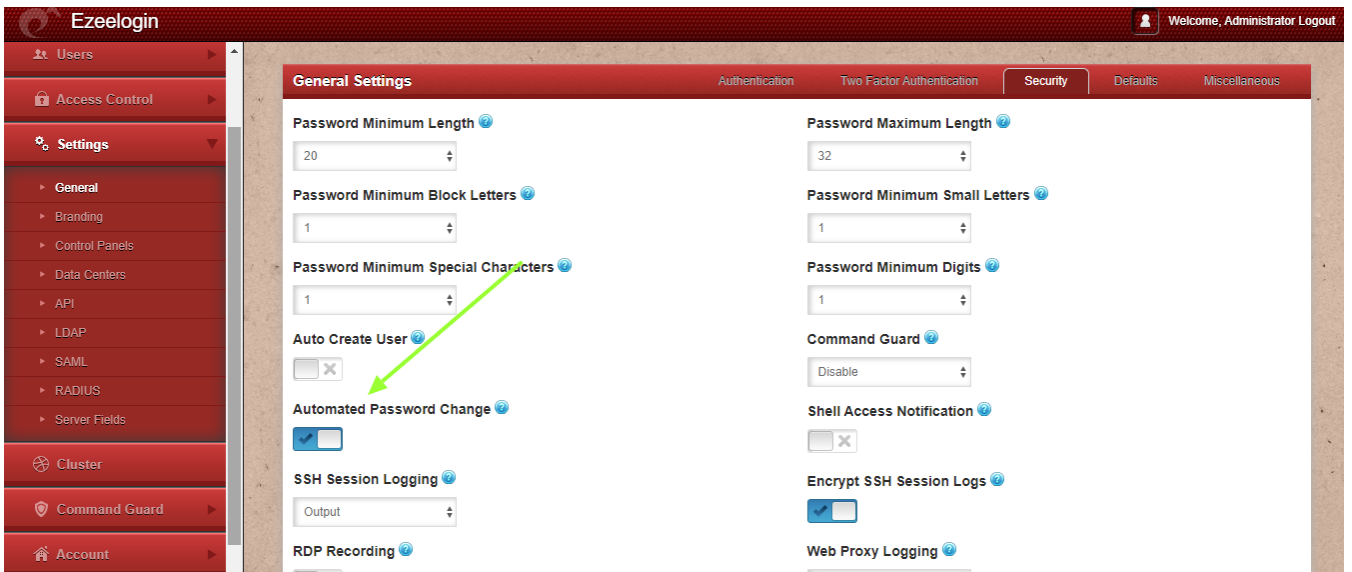 Ezeelogin
Welcome, Administrator Logout
Users
Access Control
Settings
General
Branding
Control Panels
Data Centers
API
LDAP
SAML
RADIUS
Server Fields
Cluster
Command Guard
Account
General Settings
Authentication
Two Factor Authentication
Security
Defaults
Miscellaneous
Password Minimum Length
Password Maximum Length
20
32
Password Minimum Block Letters
Password Minimum Small Letters
1
1
Password Minimum Special Characters
Password Minimum Digits
1
1
Auto Create User
Command Guard
Disable
Automated Password Change
Shell Access Notification
SSH Session Logging
Encrypt SSH Session Logs
Output
RDP Recording
Web Proxy Logging